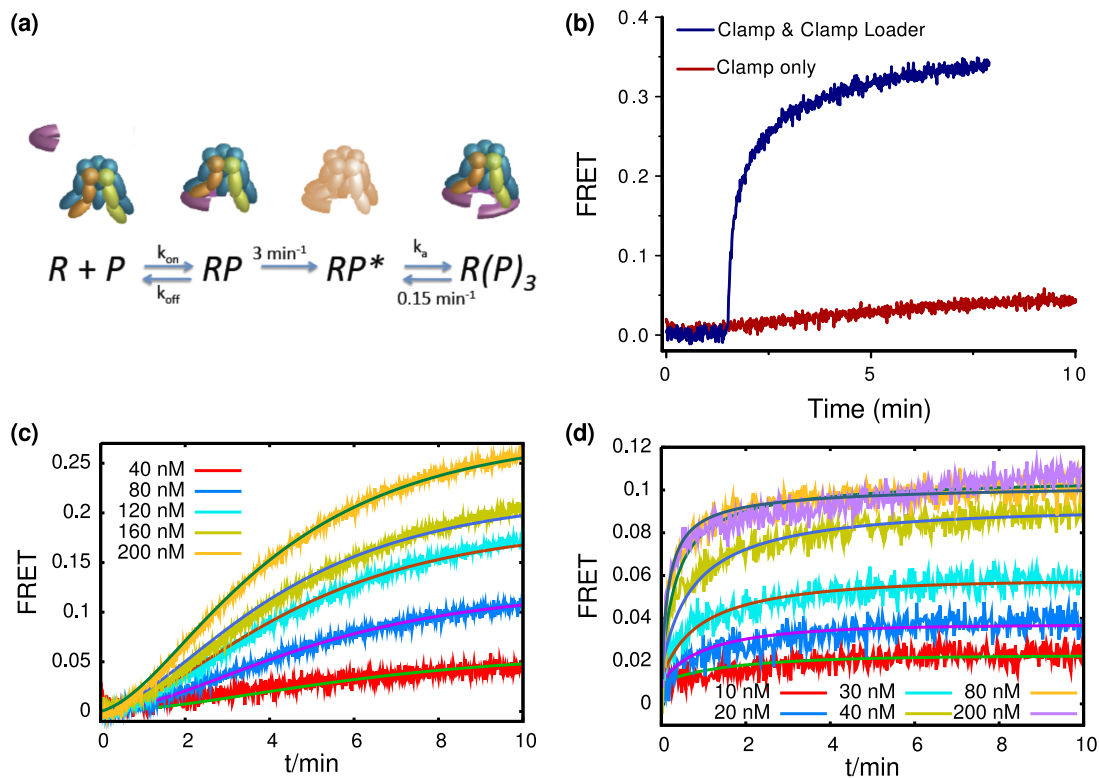 (a)
k_on
3 min⁻¹
k_a
R + P
RP
RP*
R(P)₃
k_off
0.15 min⁻¹
(b)
0.4
0.3
0.2
0.1
0.0
FRET
Clamp & Clamp Loader
Clamp only
0
5
10
Time (min)
(c)
0.25
0.2
0.15
0.1
0.05
0
FRET
40 nM
80 nM
120 nM
160 nM
200 nM
0
2
4
6
8
10
t/min
(d)
0.12
0.1
0.08
0.06
0.04
0.02
0
FRET
10 nM 30 nM 80 nM
20 nM 40 nM 200 nM
0
2
4
6
8
10
t/min